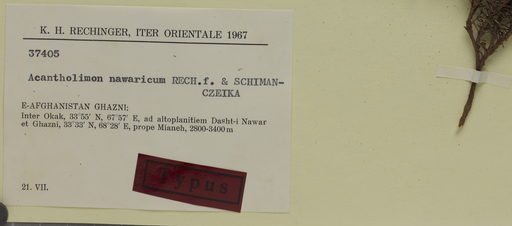 K. H. RECHINGER, ITER ORIENTALE 1967
37405
Acantholimon nawaricum RECH.f. & SCHIMAN-
CZEIKA
E-AFGHANISTAN GHAZNI:
Inter Okak, 33°55' N, 67°57' E, ad altoplanitiem Dasht-i Nawar
et Ghazni, 33°33' N, 68°28' E, prope Mianeh, 2800-3400 m
Typus
21. VII.